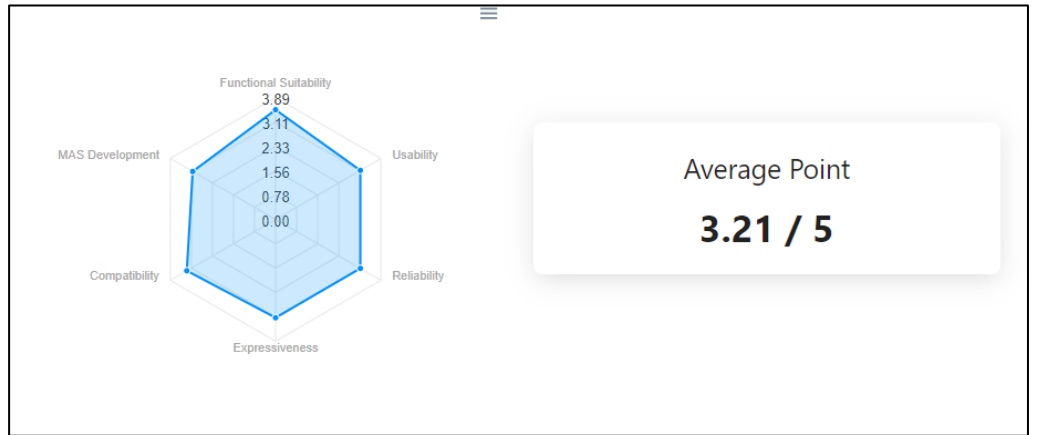 Functional Suitability
3.89
3.11
2.33
1.56
0.78
0.00
MAS Development
Usability
Compatibility
Reliability
Expressiveness
Average Point
3.21 / 5